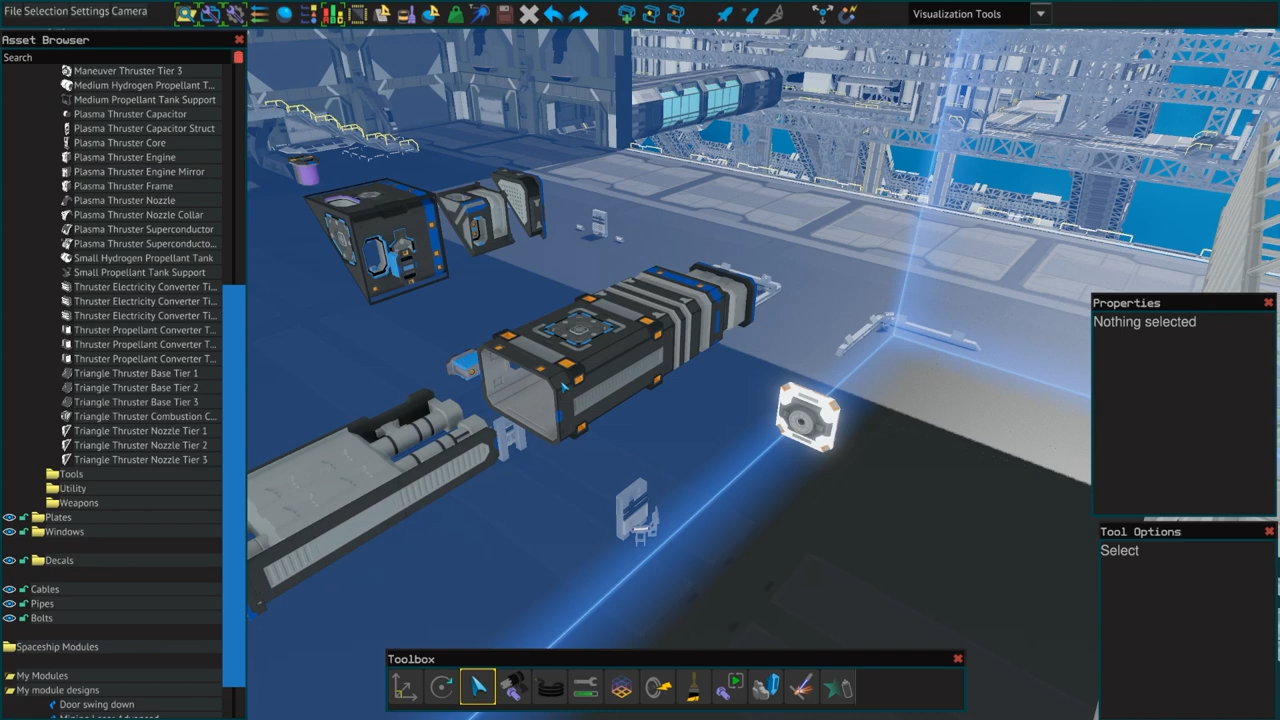 File Selection Settings Camera
Visualization Tools
Asset Browser
Search
Maneuver Thruster Tier 3
Medium Hydrogen Propellant T...
Medium Propellant Tank Support
Plasma Thruster Capacitor
Plasma Thruster Capacitor Struct
Plasma Thruster Core
Plasma Thruster Engine
Plasma Thruster Engine Mirror
Plasma Thruster Frame
Plasma Thruster Nozzle
Plasma Thruster Nozzle Collar
Plasma Thruster Superconductor
Plasma Thruster Superconducto...
Small Hydrogen Propellant Tank
Small Propellant Tank Support
Thruster Electricity Converter Ti...
Thruster Electricity Converter Ti...
Thruster Electricity Converter Ti...
Thruster Propellant Converter T...
Thruster Propellant Converter T...
Thruster Propellant Converter T...
Triangle Thruster Base Tier 1
Triangle Thruster Base Tier 2
Triangle Thruster Base Tier 3
Triangle Thruster Combustion C...
Triangle Thruster Nozzle Tier 1
Triangle Thruster Nozzle Tier 2
Triangle Thruster Nozzle Tier 3
Tools
Utility
Weapons
Plates
Windows
Decals
Cables
Pipes
Bolts
Spaceship Modules
My Modules
My module designs
Door swing down
Mining Laser Advanced
Properties
Nothing selected
Tool Options
Select
Toolbox